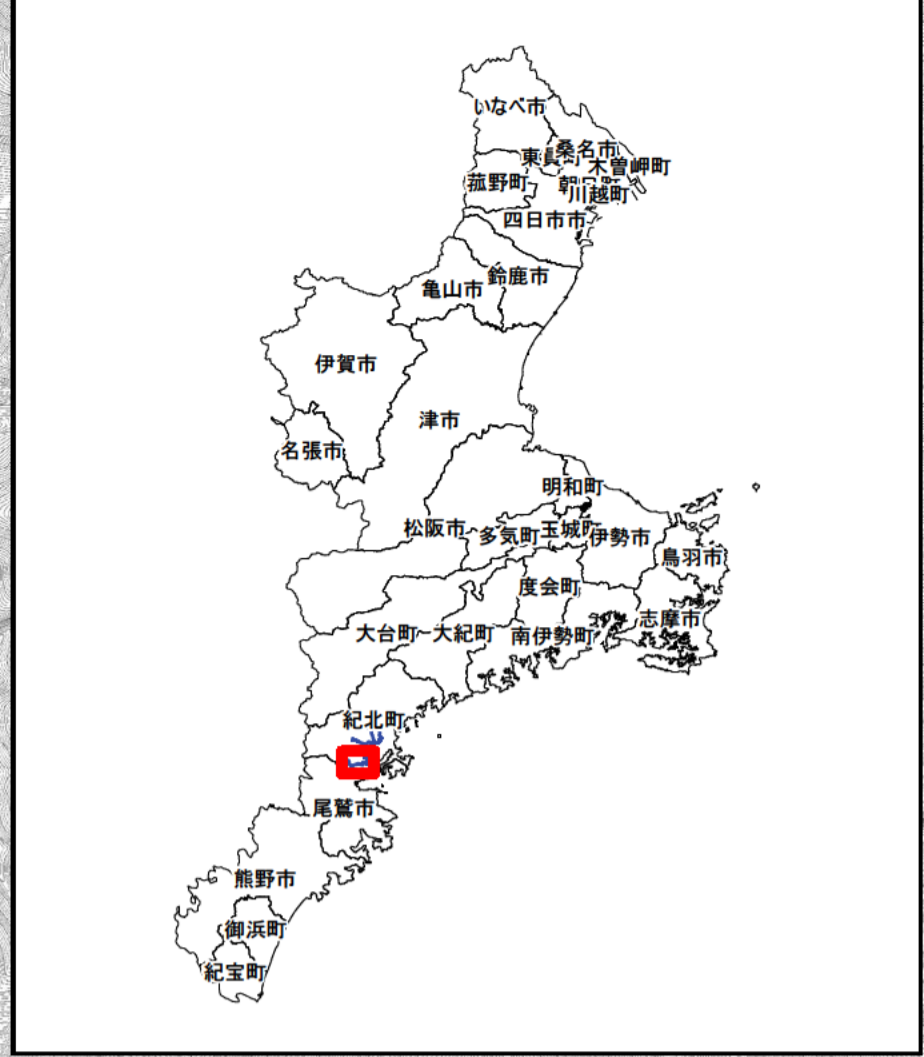 いなべ市
桑名市
木曽岬町
菰野町
川越町
四日市市
鈴鹿市
亀山市
伊賀市
津市
名張市
明和町
松阪市
多気町
玉城町
伊勢市
鳥羽市
度会町
志摩市
大台町
大紀町
南伊勢町
紀北町
尾鷲市
熊野市
御浜町
紀宝町